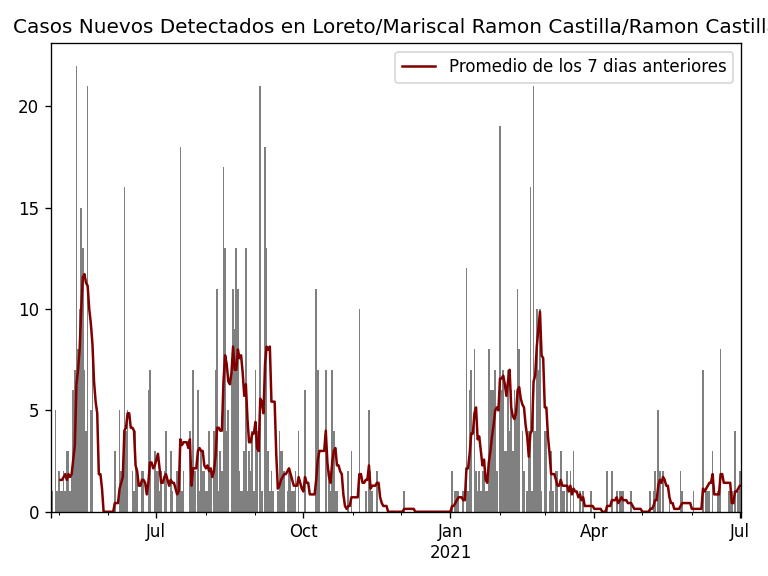 Casos Nuevos Detectados en Loreto/Mariscal Ramon Castilla/Ramon Castill
Promedio de los 7 dias anteriores
20
15
10
5
0
Jul Oct Jan Apr Jul
2021